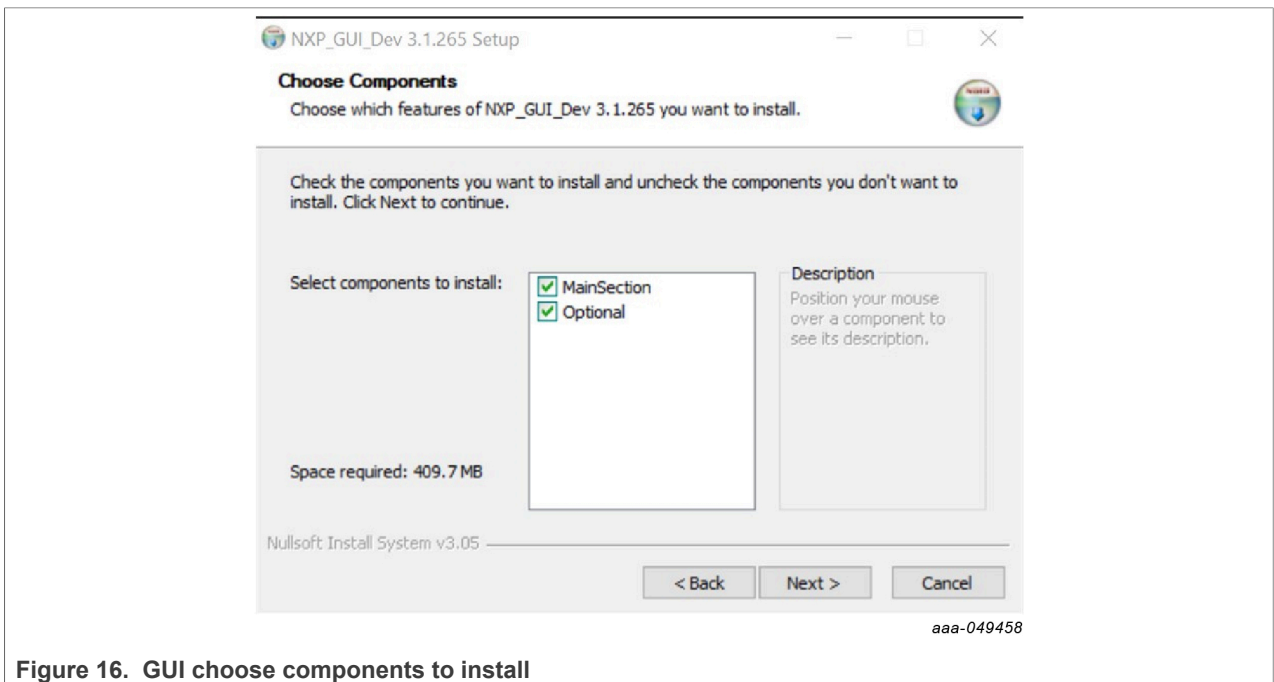 NXP_GUI_Dev 3.1.265 Setup
Choose Components
Choose which features of NXP_GUI_Dev 3.1.265 you want to install.
Check the components you want to install and uncheck the components you don't want to
install. Click Next to continue.
Select components to install:
MainSection
Optional
Description
Position your mouse
over a component to
see its description.
Space required: 409.7 MB
Nullsoft Install System v3.05
< Back
Next >
Cancel
aaa-049458
Figure 16. GUI choose components to install